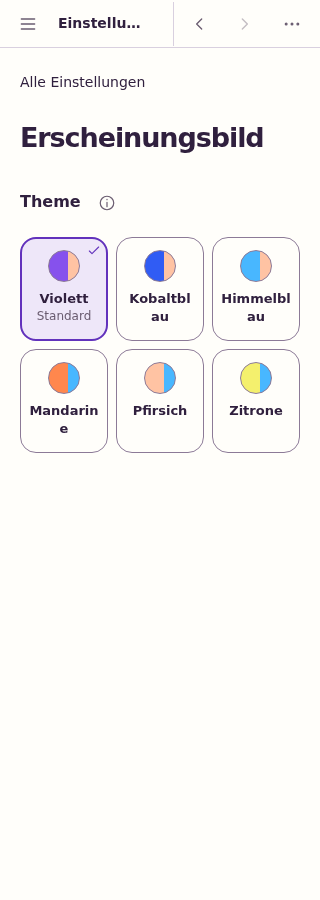 Einstellu…
Alle Einstellungen
Erscheinungsbild
Theme
Violett
Standard
Kobaltbl
au
Himmelbl
au
Mandarin
e
Pfirsich
Zitrone